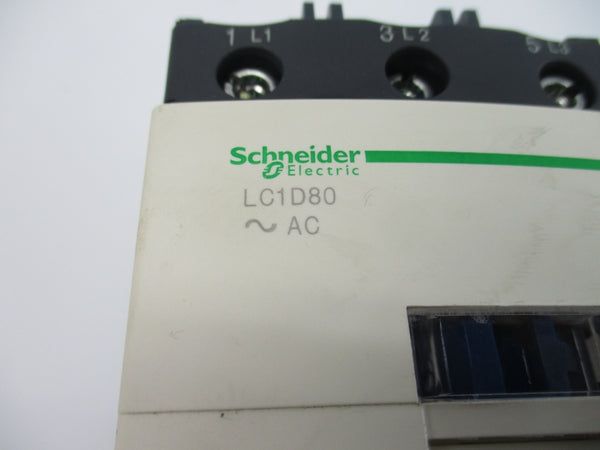 1 L1 3 L2 5 L3
Schneider
Electric
LC1D80
~ AC